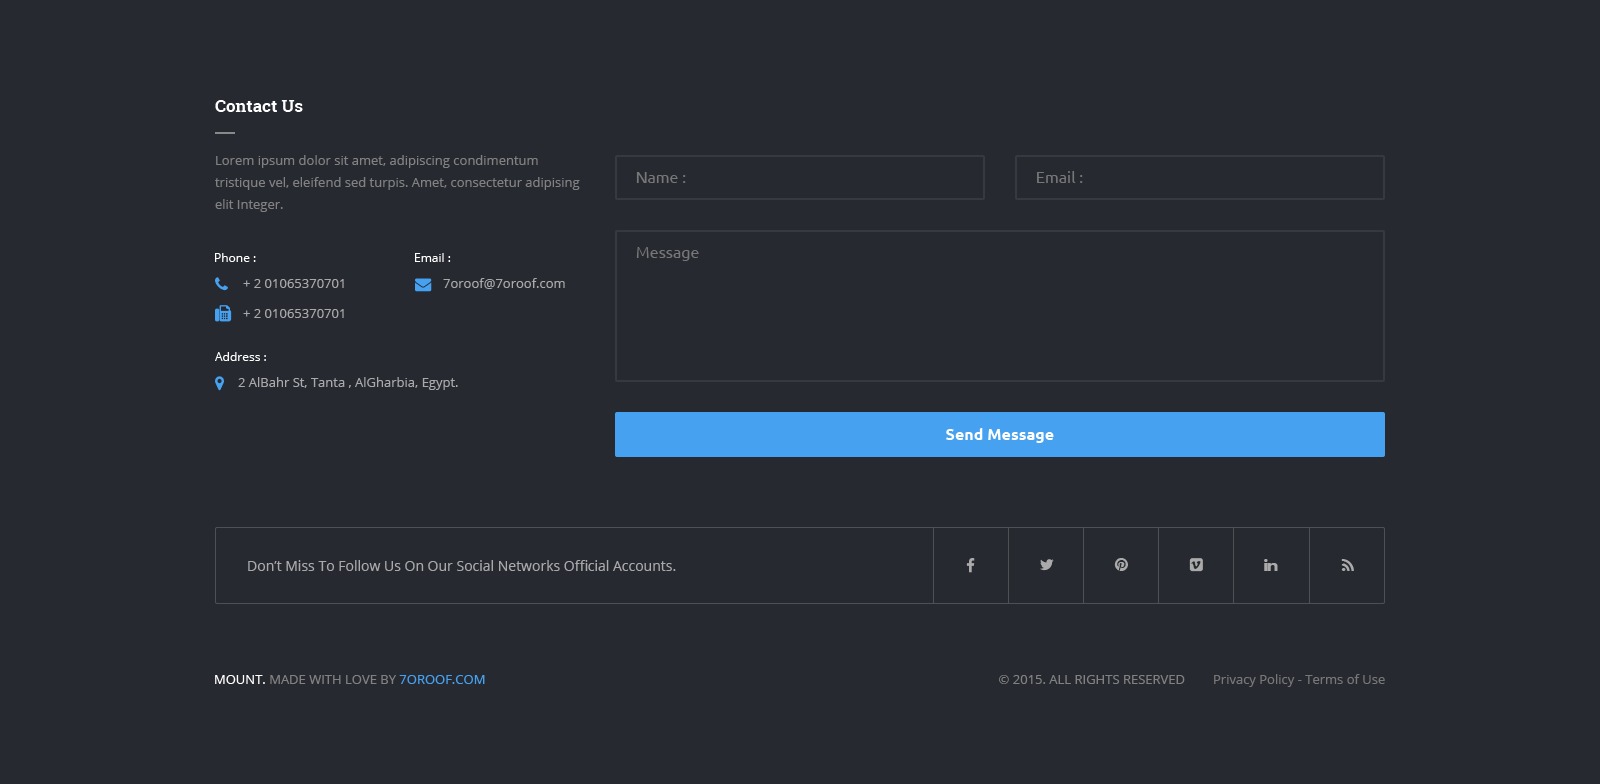 Contact Us
Lorem ipsum dolor sit amet, adipiscing condimentum
tristique vel, eleifend sed turpis. Amet, consectetur adipising
elit Integer.
Phone :
+ 2 01065370701
+ 2 01065370701
Email :
7oroof@7oroof.com
Address :
2 AlBahr St, Tanta , AlGharbia, Egypt.
Name :
Email :
Message
Send Message
Don’t Miss To Follow Us On Our Social Networks Official Accounts.
MOUNT. MADE WITH LOVE BY 7OROOF.COM
© 2015. ALL RIGHTS RESERVED
Privacy Policy - Terms of Use